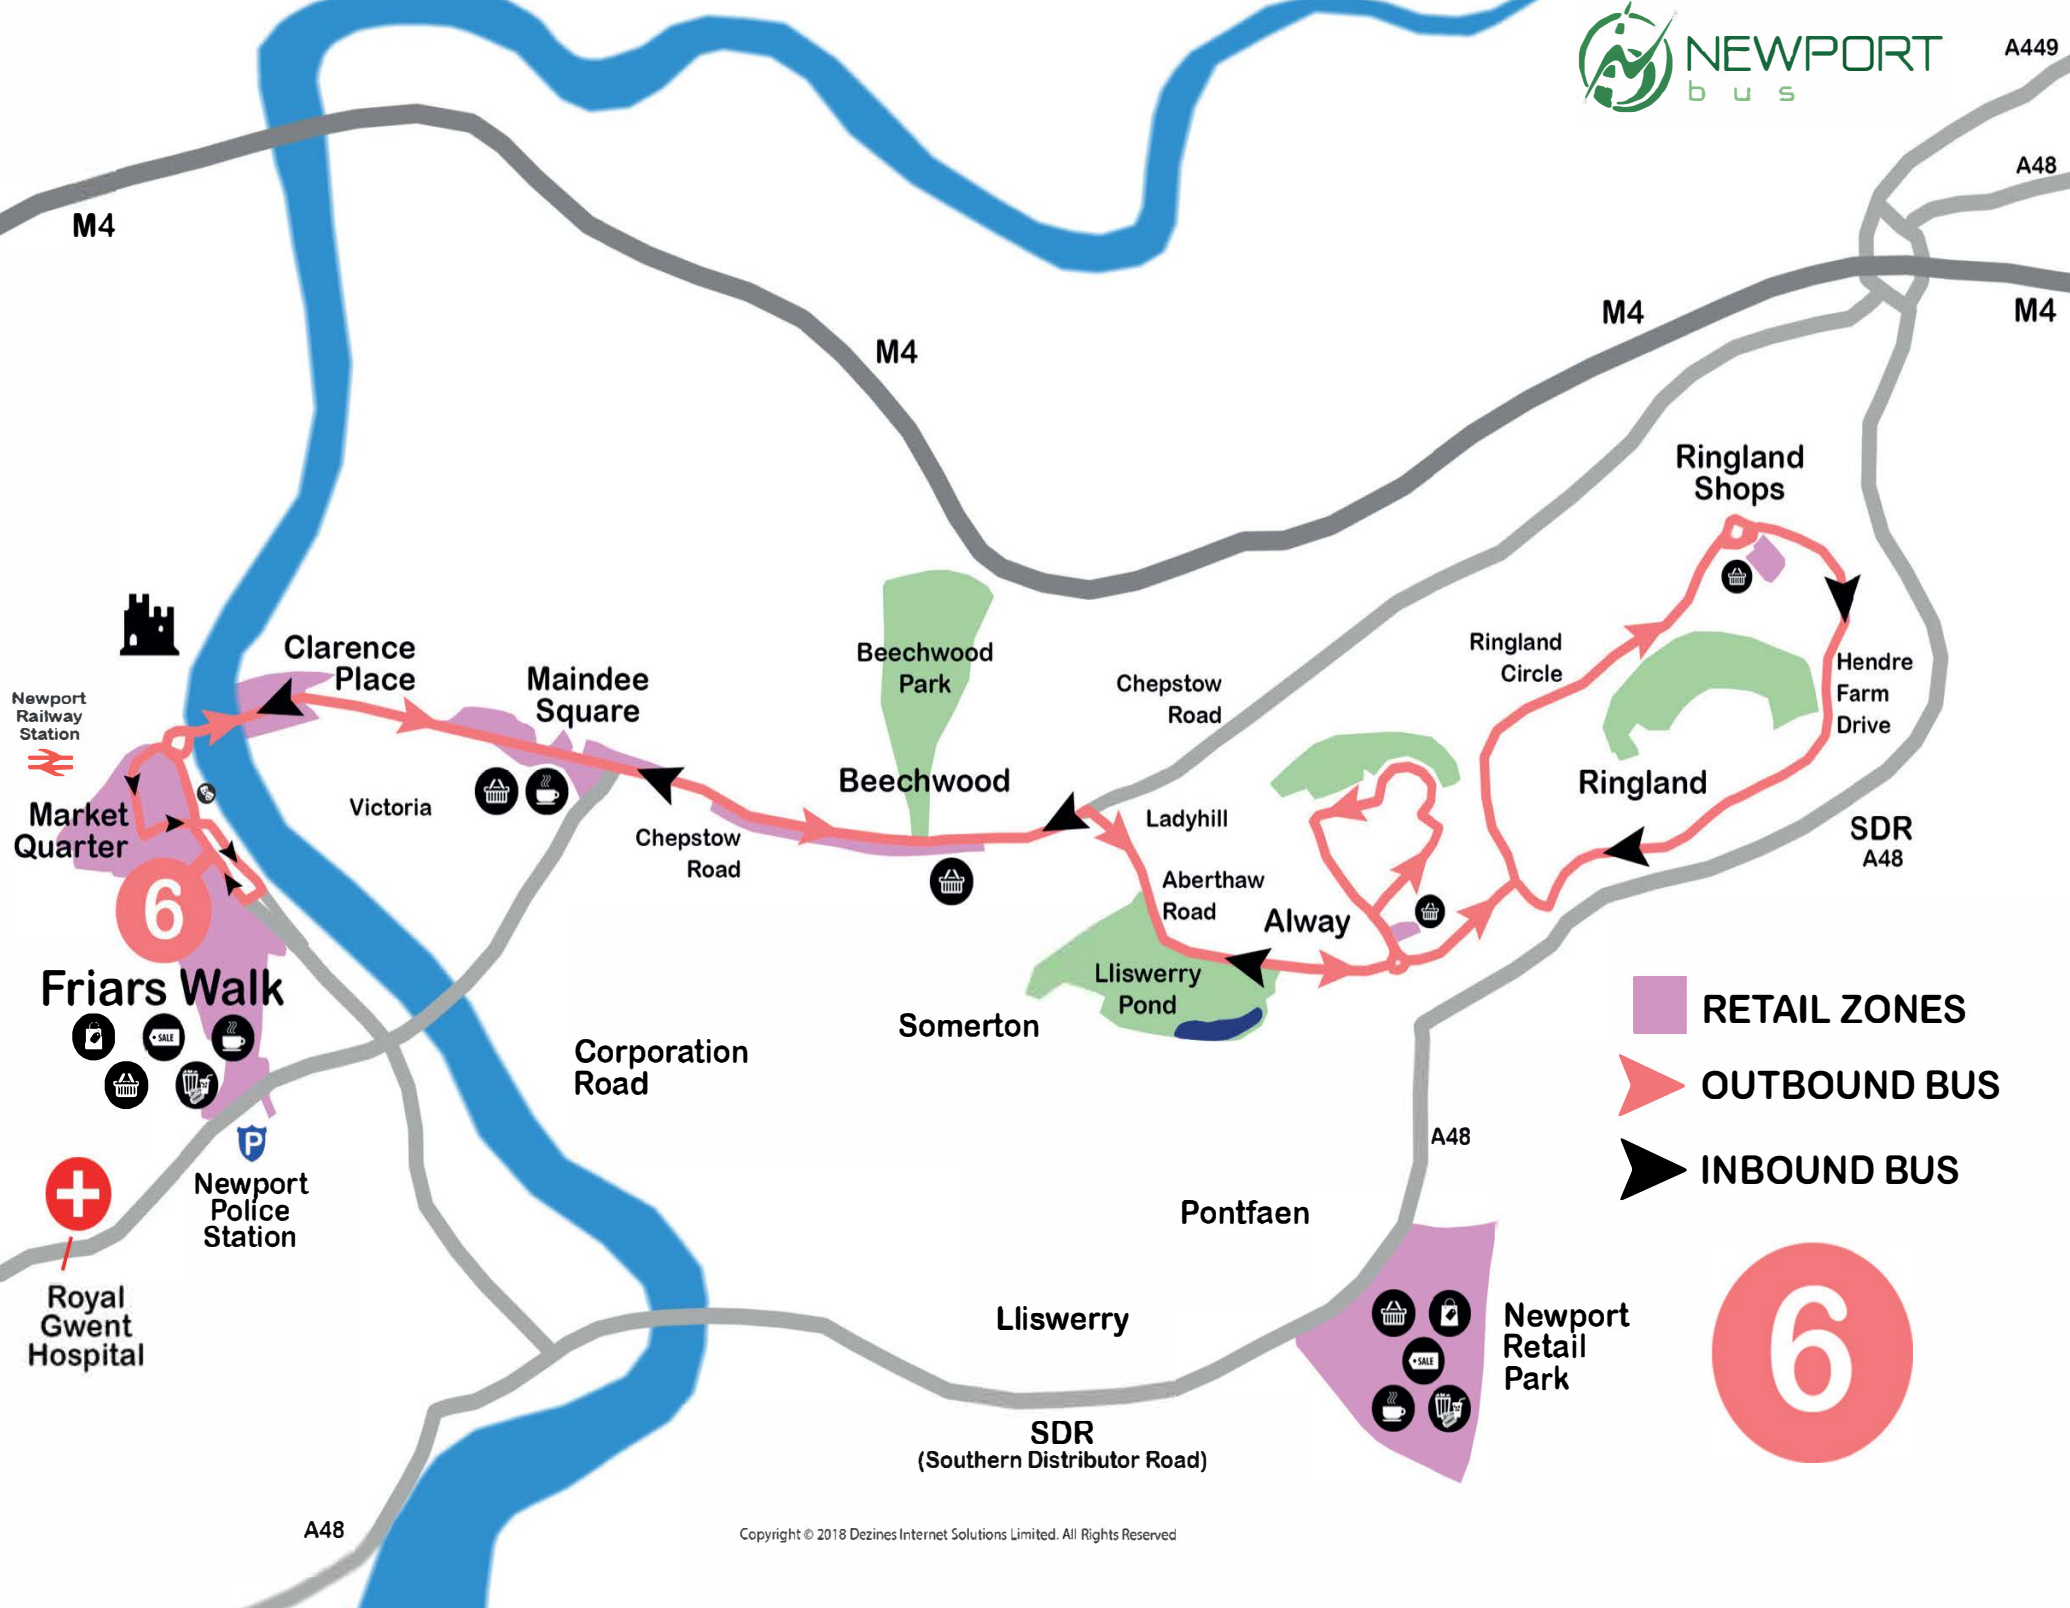 NEWPORT
bus
A449
A48
M4
M4
M4
M4
Ringland
Shops
Clarence
Place
Newport
Railway
Station
Maindee
Square
Beechwood
Park
Chepstow
Road
Ringland
Circle
Hendre
Farm
Drive
Beechwood
Ringland
Market
Quarter
Victoria
Chepstow
Road
Ladyhill
SDR
A48
Aberthaw
Road
Alway
6
Friars Walk
SALE
Lliswerry
Pond
Somerton
RETAIL ZONES
OUTBOUND BUS
INBOUND BUS
Corporation
Road
P
Newport
Police
Station
A48
Pontfaen
Royal
Gwent
Hospital
Lliswerry
Newport
Retail
Park
SALE
6
SDR
(Southern Distributor Road)
A48
Copyright © 2018 Dezines Internet Solutions Limited. All Rights Reserved